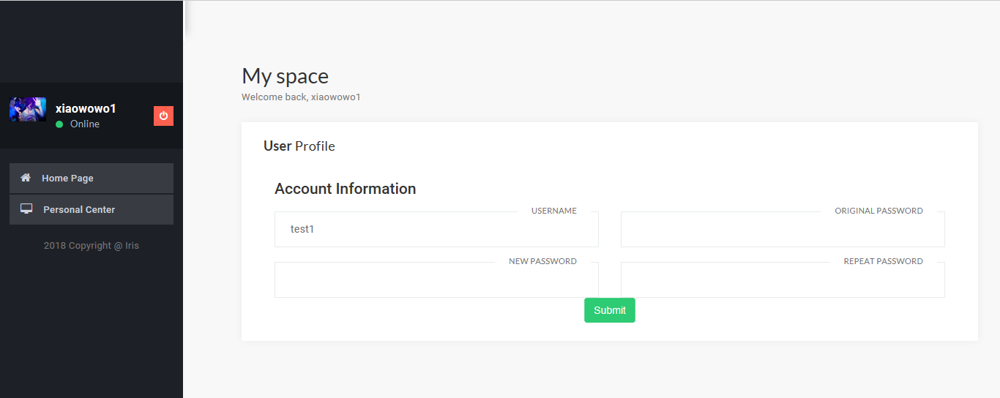 xiaowowo1
Online
Home Page
Personal Center
2018 Copyright @ Iris
My space
Welcome back, xiaowowo1
User Profile
Account Information
USERNAME
test1
ORIGINAL PASSWORD
NEW PASSWORD
REPEAT PASSWORD
Submit